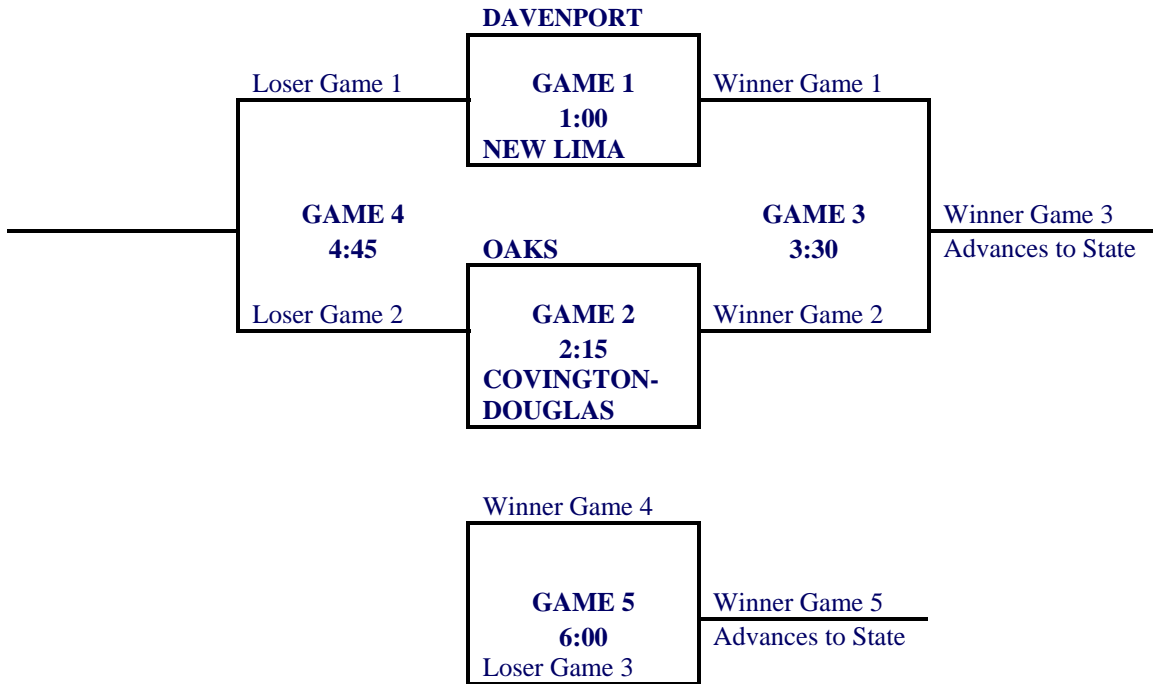 DAVENPORT
Loser Game 1
GAME 1
Winner Game 1
1:00
NEW LIMA
GAME 4
GAME 3
Winner Game 3
4:45
OAKS
3:30
Advances to State
Loser Game 2
GAME 2
Winner Game 2
2:15
COVINGTON-
DOUGLAS
Winner Game 4
GAME 5
Winner Game 5
6:00
Advances to State
Loser Game 3